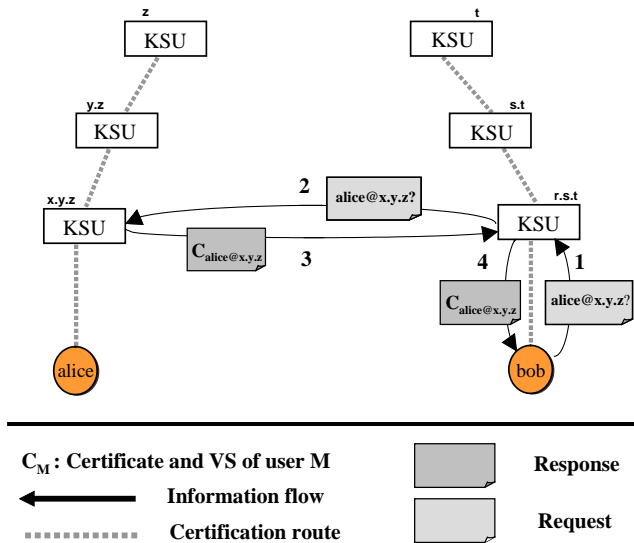 z
KSU
t
KSU
y.z
KSU
s.t
KSU
x.y.z
KSU
r.s.t
KSU
2
alice@x.y.z?
C alice@x.y.z
3
4
1
C alice@x.y.z
alice@x.y.z?
alice
bob
C M : Certificate and VS of user M
Response
Information flow
Request
Certification route